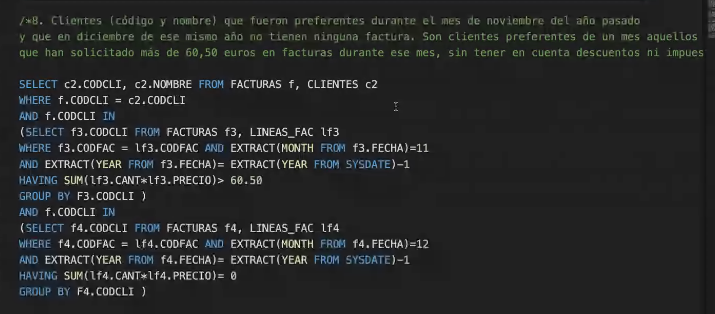 /*8. Clientes (código y nombre) que fueron preferentes durante el mes de noviembre del año pasado
y que en diciembre de ese mismo año no tienen ninguna factura. Son clientes preferentes de un mes aquellos
que han solicitado más de 60,50 euros en facturas durante ese mes, sin tener en cuenta descuentos ni impues
SELECT c2.CODCLI, c2.NOMBRE FROM FACTURAS f, CLIENTES c2
WHERE f.CODCLI = c2.CODCLI
AND f.CODCLI IN
(SELECT f3.CODCLI FROM FACTURAS f3, LINEAS_FAC lf3
WHERE f3.CODFAC = lf3.CODFAC AND EXTRACT(MONTH FROM f3.FECHA)=11
AND EXTRACT(YEAR FROM f3.FECHA)= EXTRACT(YEAR FROM SYSDATE)-1
HAVING SUM(lf3.CANT*lf3.PRECIO)> 60.50
GROUP BY F3.CODCLI )
AND f.CODCLI IN
(SELECT f4.CODCLI FROM FACTURAS f4, LINEAS_FAC lf4
WHERE f4.CODFAC = lf4.CODFAC AND EXTRACT(MONTH FROM f4.FECHA)=12
AND EXTRACT(YEAR FROM f4.FECHA)= EXTRACT(YEAR FROM SYSDATE)-1
HAVING SUM(lf4.CANT*lf4.PRECIO)= 0
GROUP BY F4.CODCLI )